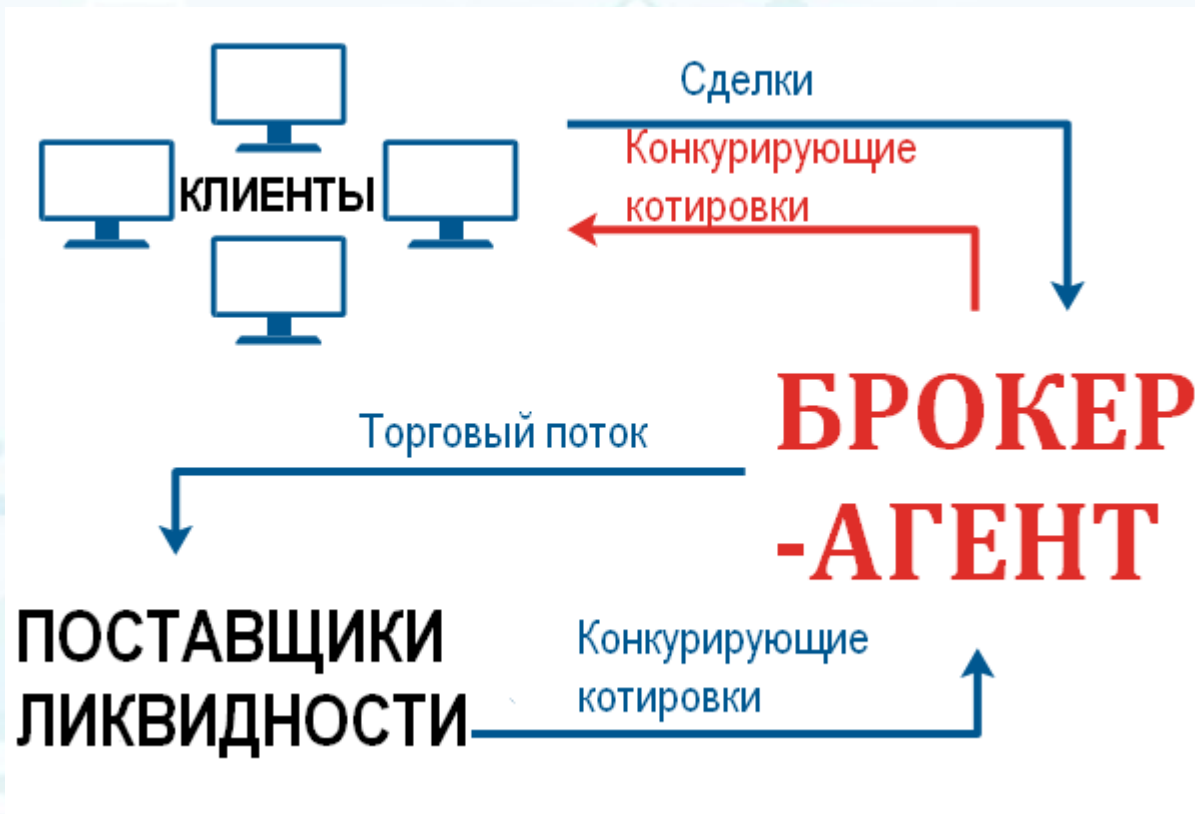 Сделки
Конкурирующие
котировки
КЛИЕНТЫ
БРОКЕР
-АГЕНТ
Торговый поток
ПОСТАВЩИКИ
ЛИКВИДНОСТИ
Конкурирующие
котировки